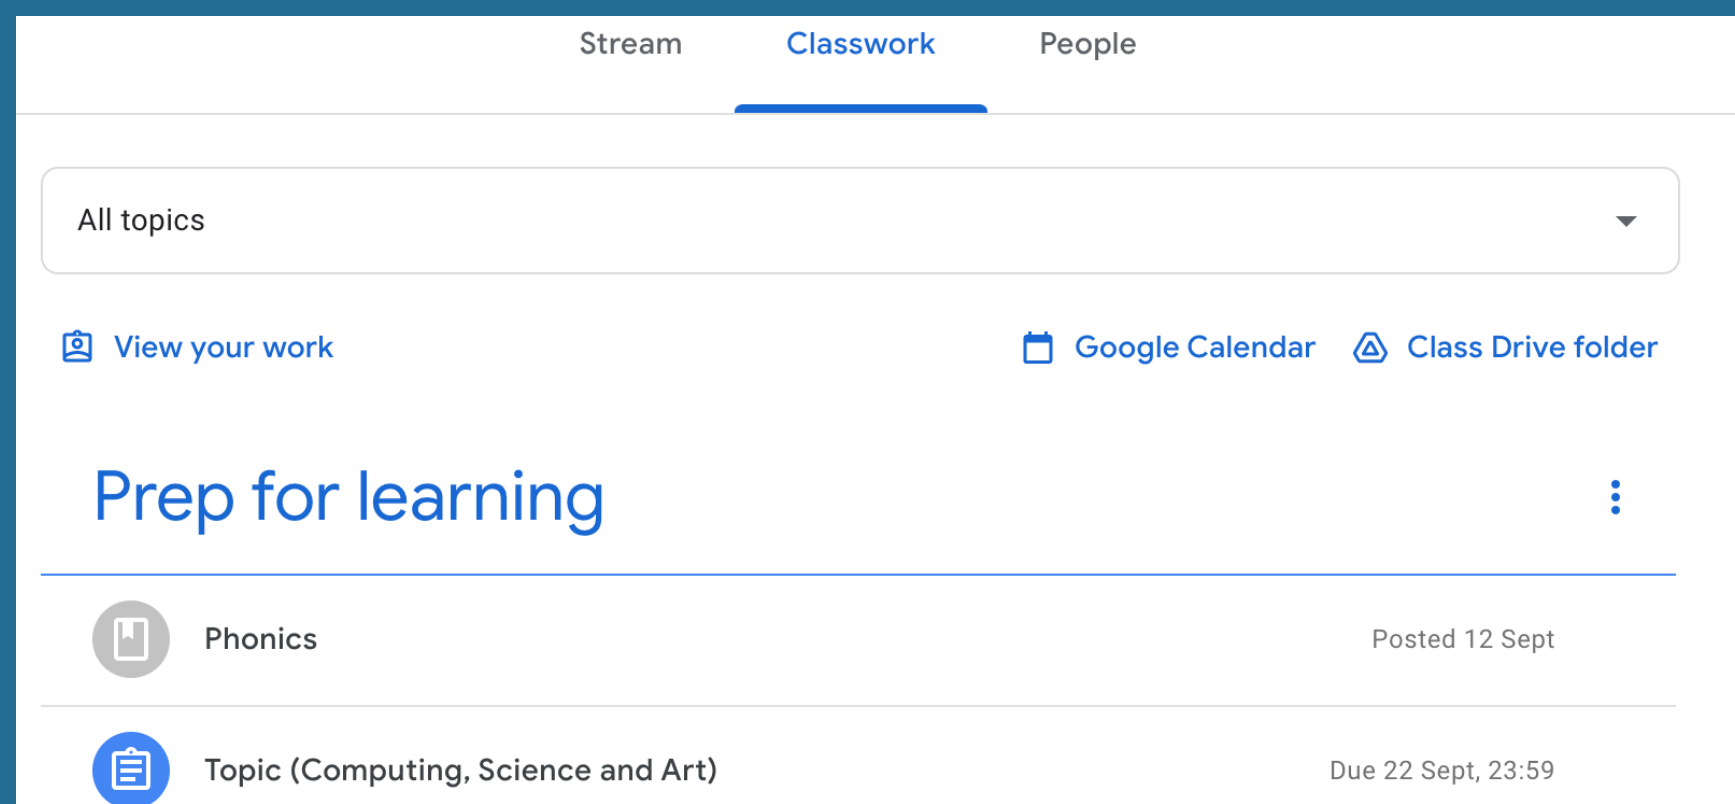 Stream Classwork People
All topics
View your work Google Calendar Class Drive folder
Prep for learning
Phonics Posted 12 Sept
Topic (Computing, Science and Art) Due 22 Sept, 23:59